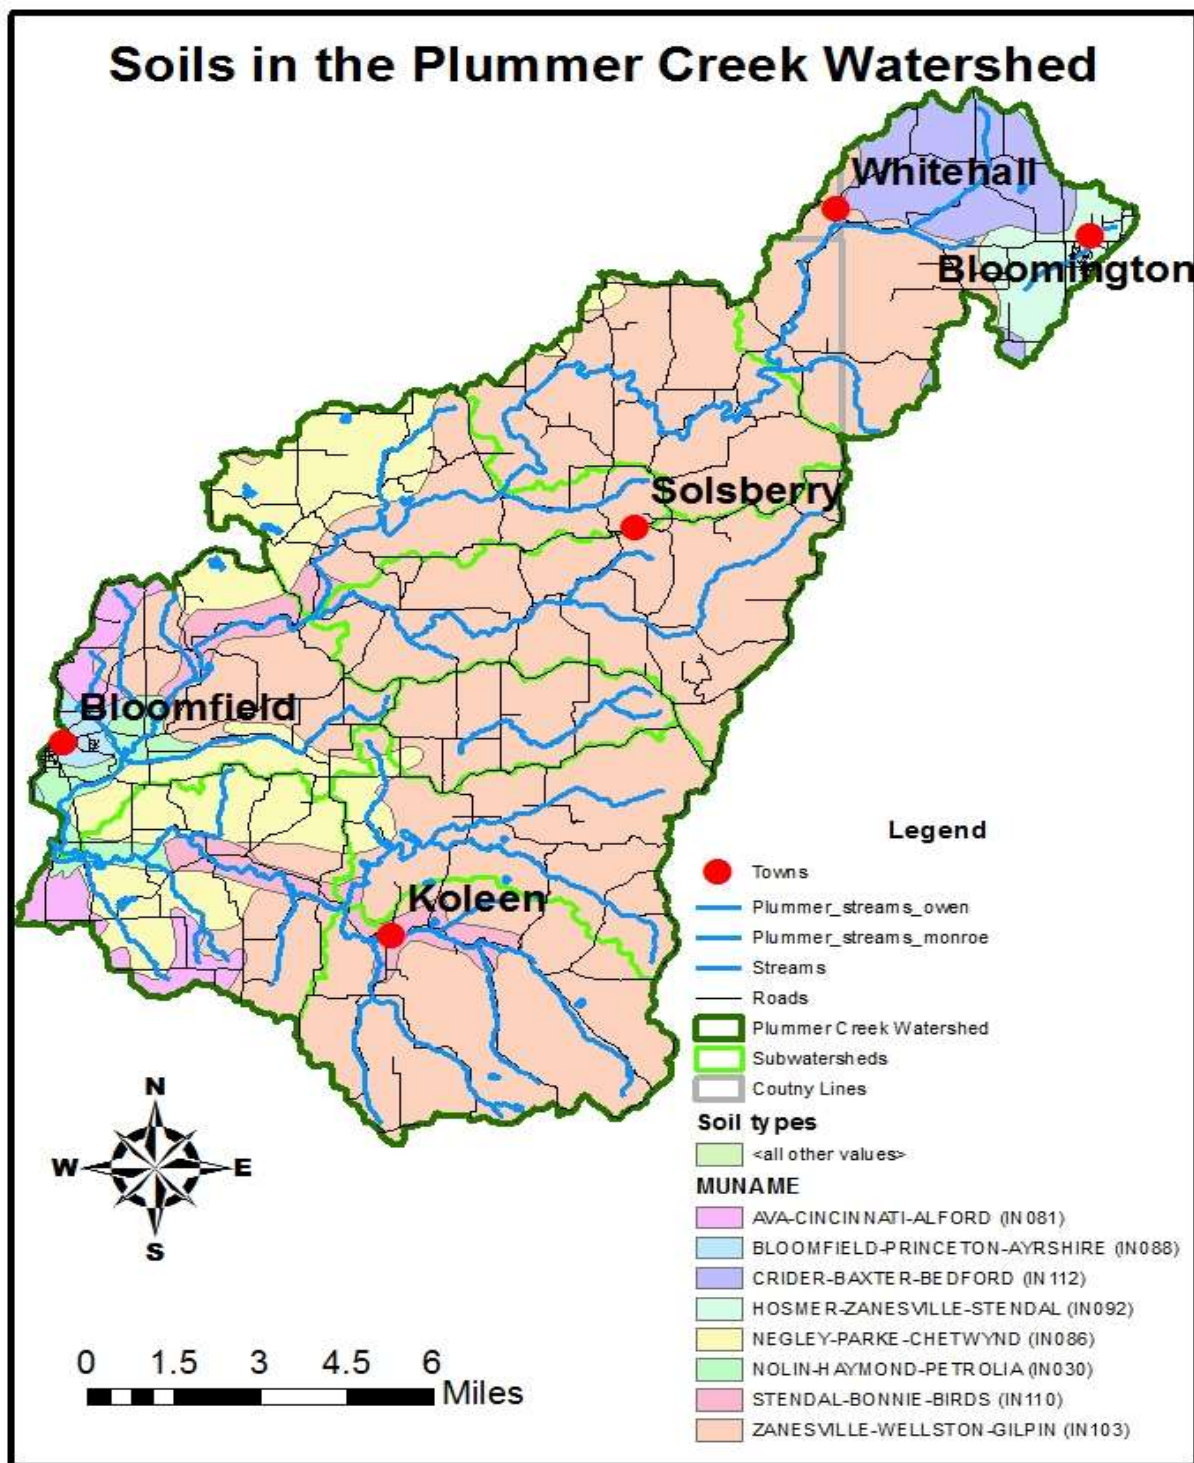 Soils in the Plummer Creek Watershed
Whitehall
Bloomington
Solsberry
Bloomfield
Koleen
Legend
Towns
Plummer_streams_owen
Plummer_streams_monroe
Streams
Roads
Plummer Creek Watershed
Subwatersheds
Coutny Lines
Soil types
<all other values>
MUNAME
AVA-CINCINNATI-ALFORD (IN081)
BLOOMFIELD-PRINCETON-AYRSHIRE (IN088)
CRIDER-BAXTER-BEDFORD (IN112)
HOSMER-ZANESVILLE-STENDAL (IN092)
NEGLEY-PARKE-CHETWYND (IN086)
NOLIN-HAYMOND-PETROLIA (IN030)
STENDAL-BONNIE-BIRDS (IN110)
ZANESVILLE-WELLSTON-GILPIN (IN103)
N
W E
S
0 1.5 3 4.5 6
Miles